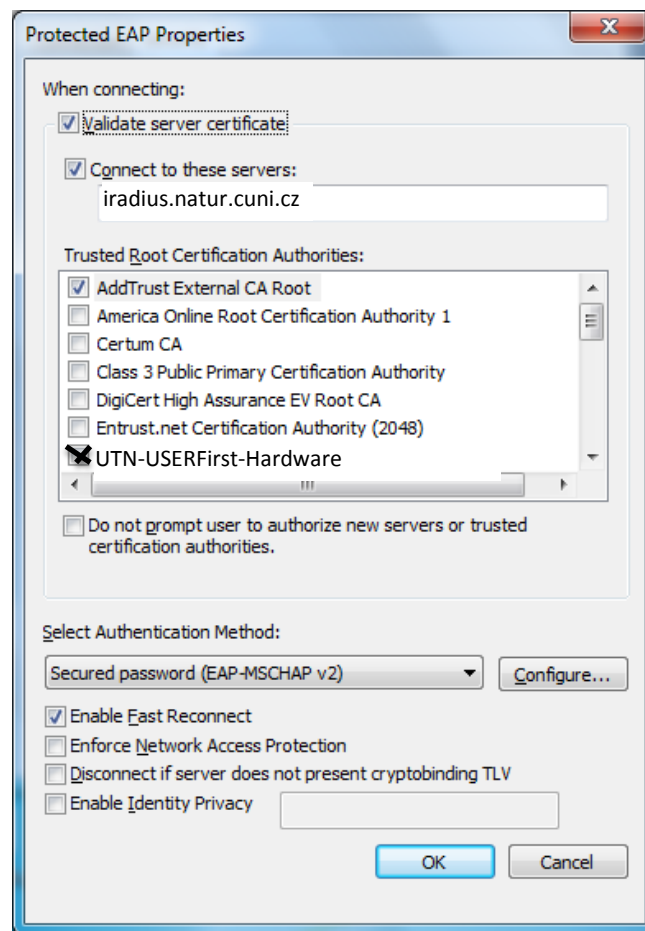 Protected EAP Properties
When connecting:
Validate server certificate
Connect to these servers:
iradius.natur.cuni.cz
Trusted Root Certification Authorities:
AddTrust External CA Root
America Online Root Certification Authority 1
Certum CA
Class 3 Public Primary Certification Authority
DigiCert High Assurance EV Root CA
Entrust.net Certification Authority (2048)
UTN-USERFirst-Hardware
Do not prompt user to authorize new servers or trusted
certification authorities.
Select Authentication Method:
Secured password (EAP-MSCHAP v2)
Configure...
Enable Fast Reconnect
Enforce Network Access Protection
Disconnect if server does not present cryptobinding TLV
Enable Identity Privacy
OK
Cancel